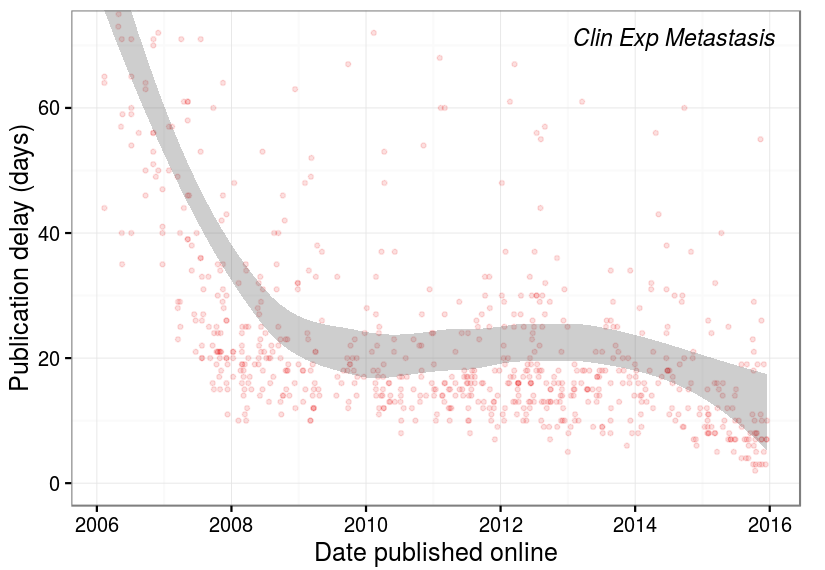 Clin Exp Metastasis
Publication delay (days)
60
40
20
0
2006 2008 2010 2012 2014 2016
Date published online